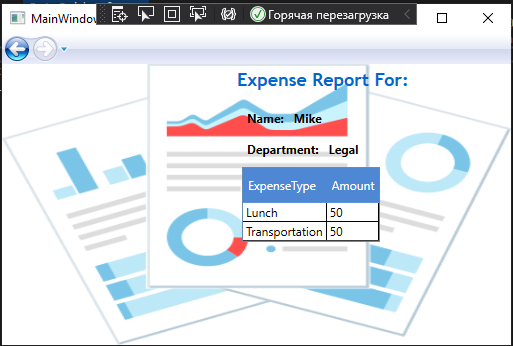 MainWindow
Горячая перезагрузка
Expense Report For:
Name: Mike
Department: Legal
ExpenseType Amount
Lunch 50
Transportation 50